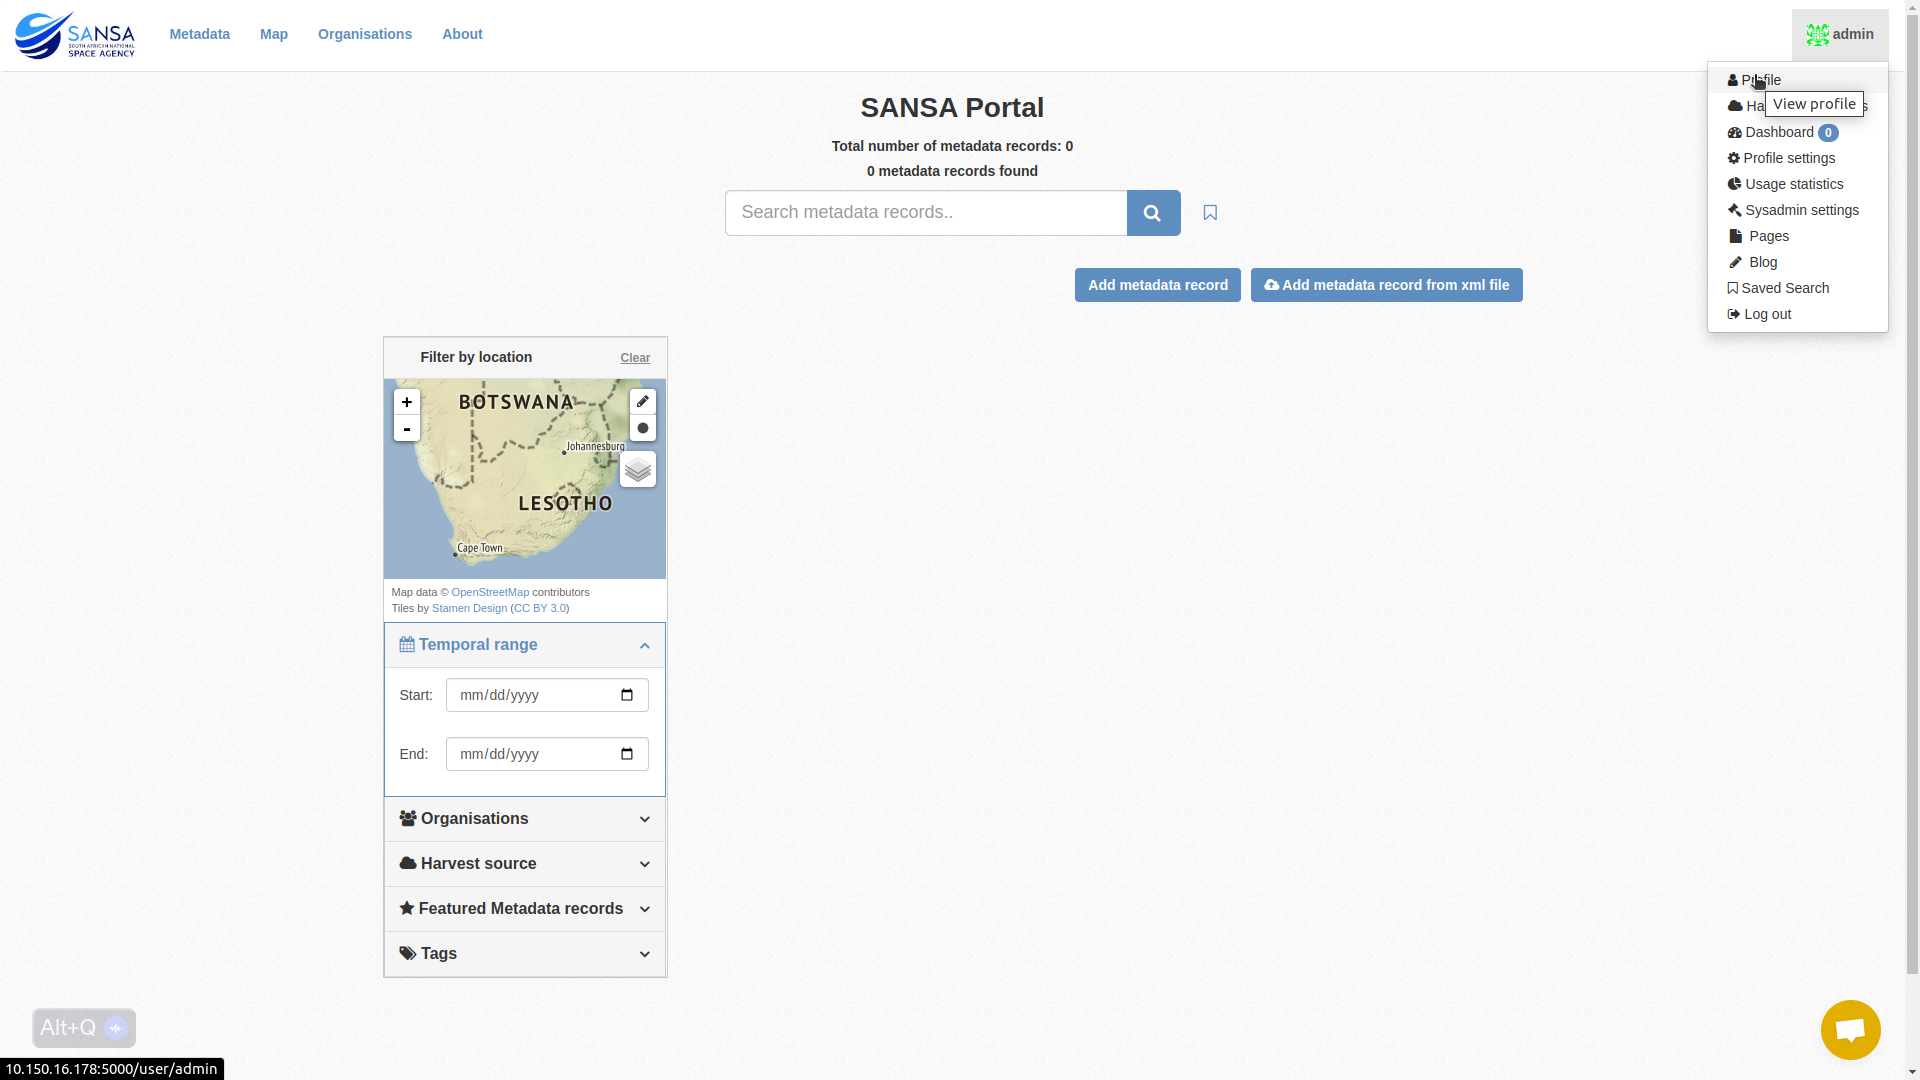 SANSA
SOUTH AFRICAN NATIONAL
SPACE AGENCY
Metadata
Map
Organisations
About
admin
Profile
View profile
Dashboard 0
Profile settings
Usage statistics
Sysadmin settings
Pages
Blog
Saved Search
Log out
SANSA Portal
Total number of metadata records: 0
0 metadata records found
Search metadata records..
Add metadata record
Add metadata record from xml file
Filter by location
Clear
+
-
BOTSWANA
Johannesburg
LESOTHO
Cape Town
Map data © OpenStreetMap contributors
Tiles by Stamen Design (CC BY 3.0)
Temporal range
Start: mm/dd/yyyy
End: mm/dd/yyyy
Organisations
Harvest source
Featured Metadata records
Tags
Alt+Q
10.150.16.178:5000/user/admin